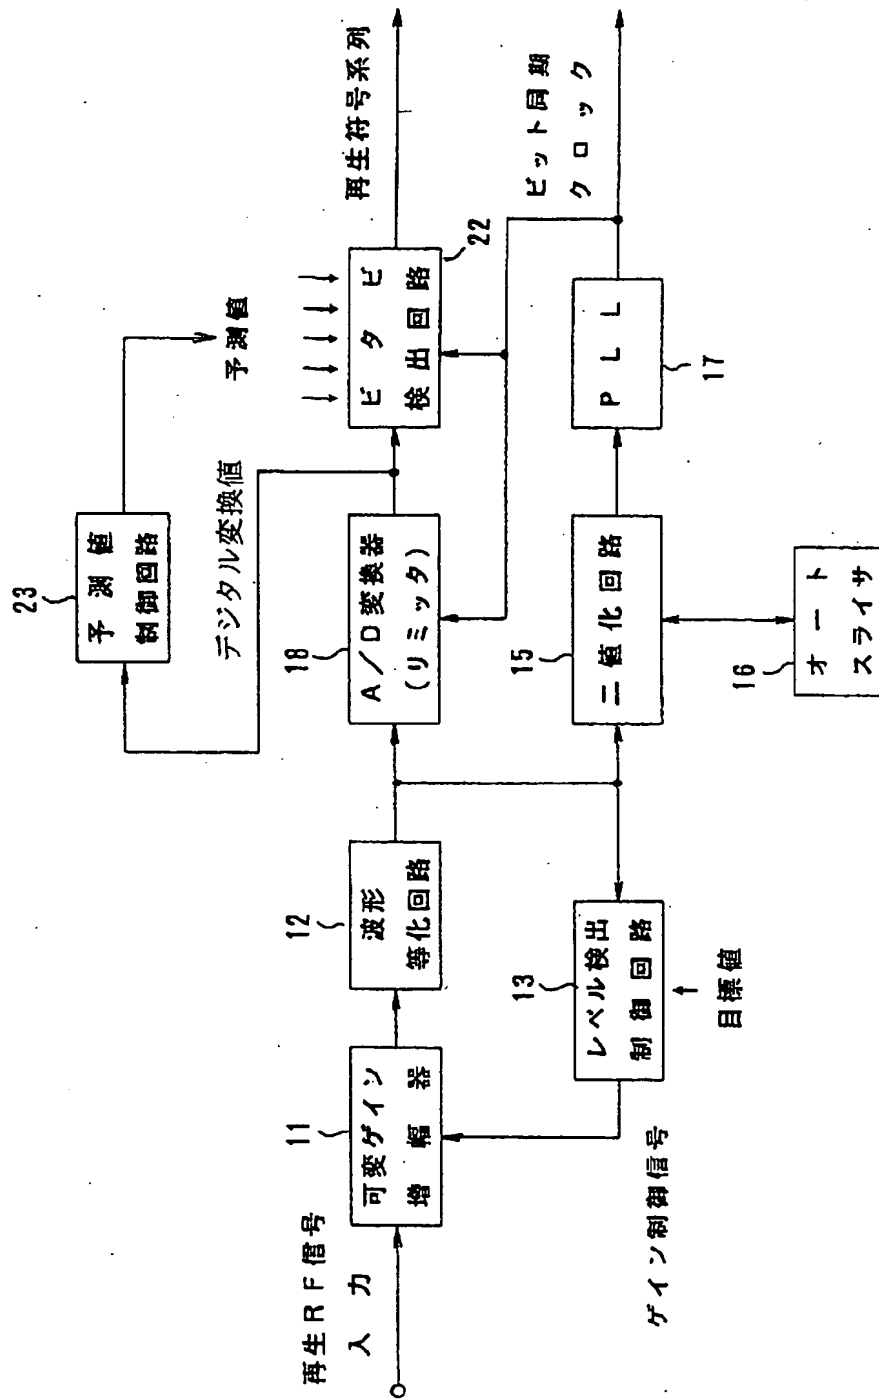 23
予測値
制御回路
予測値
デジタル変換値
再生符号系列
ビット同期
クロック
再生RF信号
入力
11
可変ゲイン
増幅器
12
波形
等化回路
18
A/D変換器
(リミッタ)
22
ビタビ
検出回路
ゲイン制御信号
13
レベル検出
制御回路
目標値
15
二値化回路
17
PLL
16
オート
スライサ